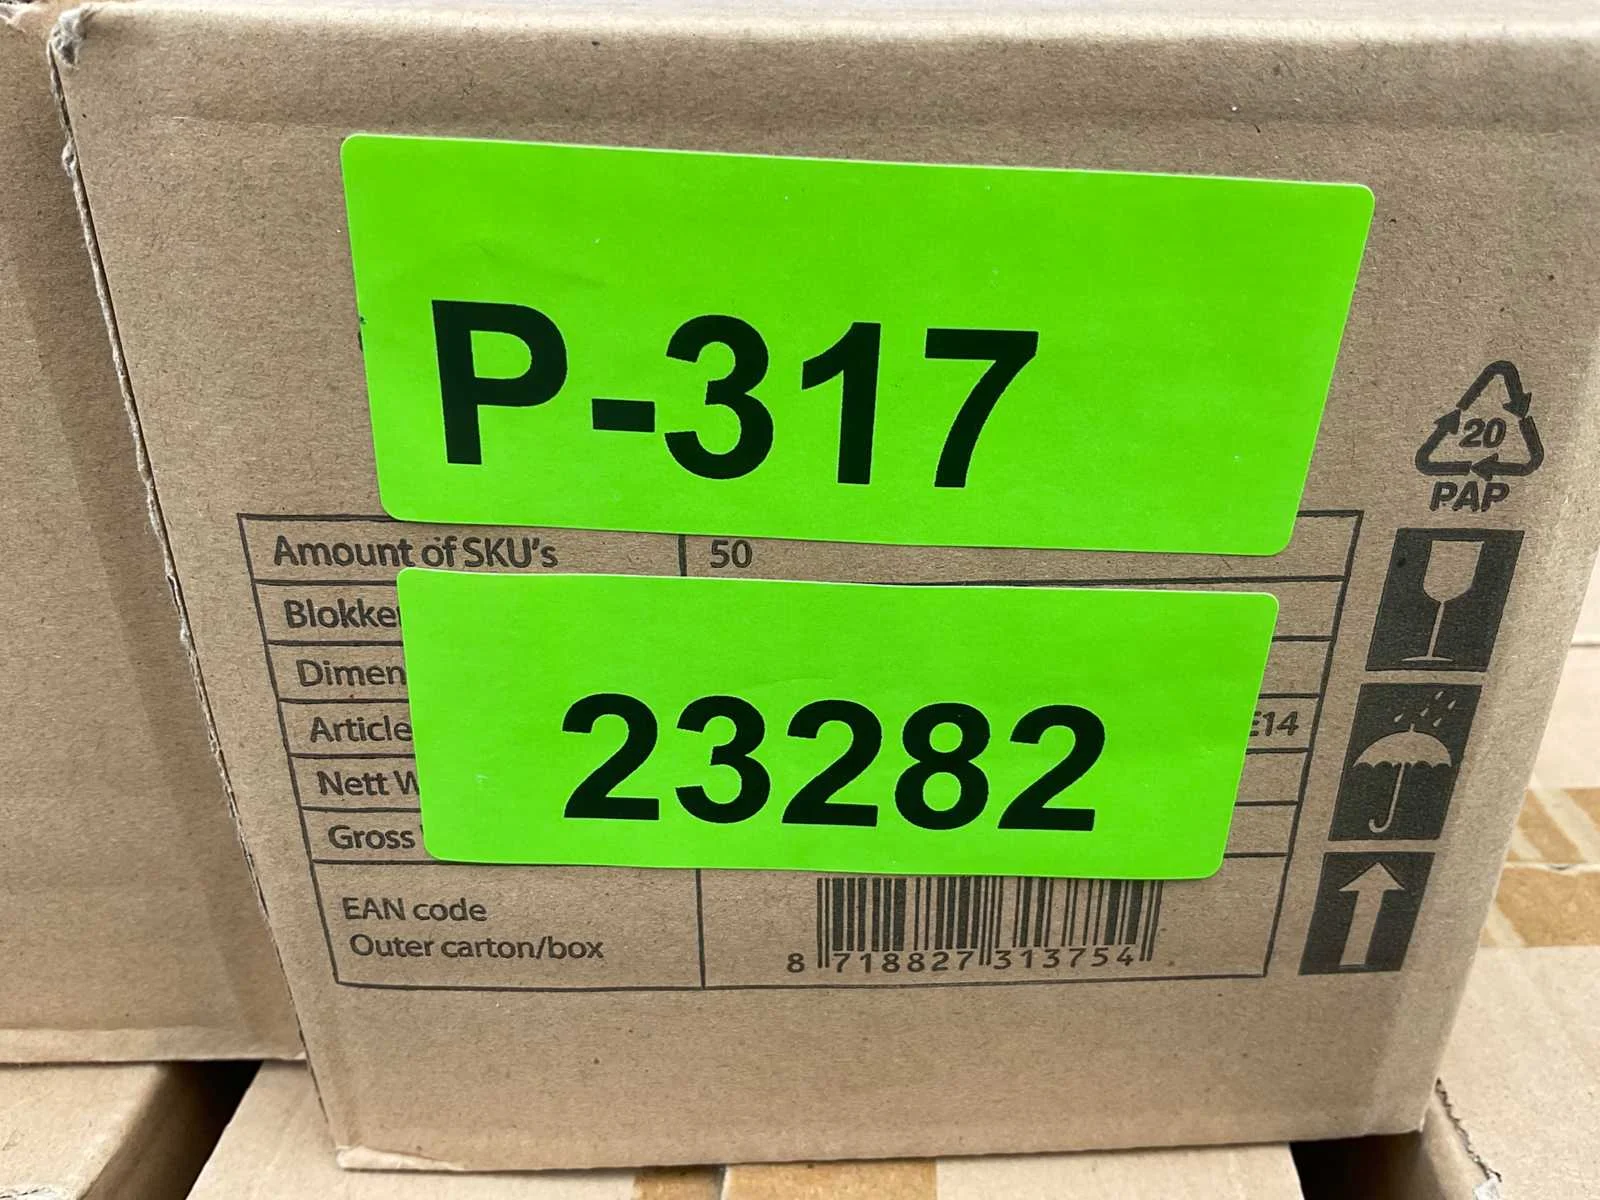 P-317
20
PAP
Amount of SKU's 50
Blokke
Dimen
23282
Article E14
Nett W
Gross
EAN code
Outer carton/box
8 718827 313754